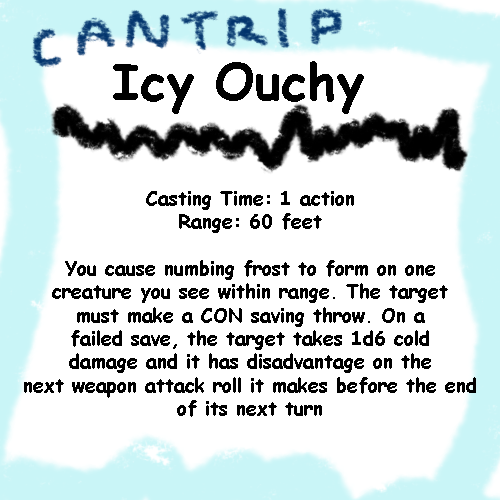 CANTRIP
Icy Ouchy
Casting Time: 1 action
Range: 60 feet
You cause numbing frost to form on one
creature you see within range. The target
must make a CON saving throw. On a
failed save, the target takes 1d6 cold
damage and it has disadvantage on the
next weapon attack roll it makes before the end
of its next turn